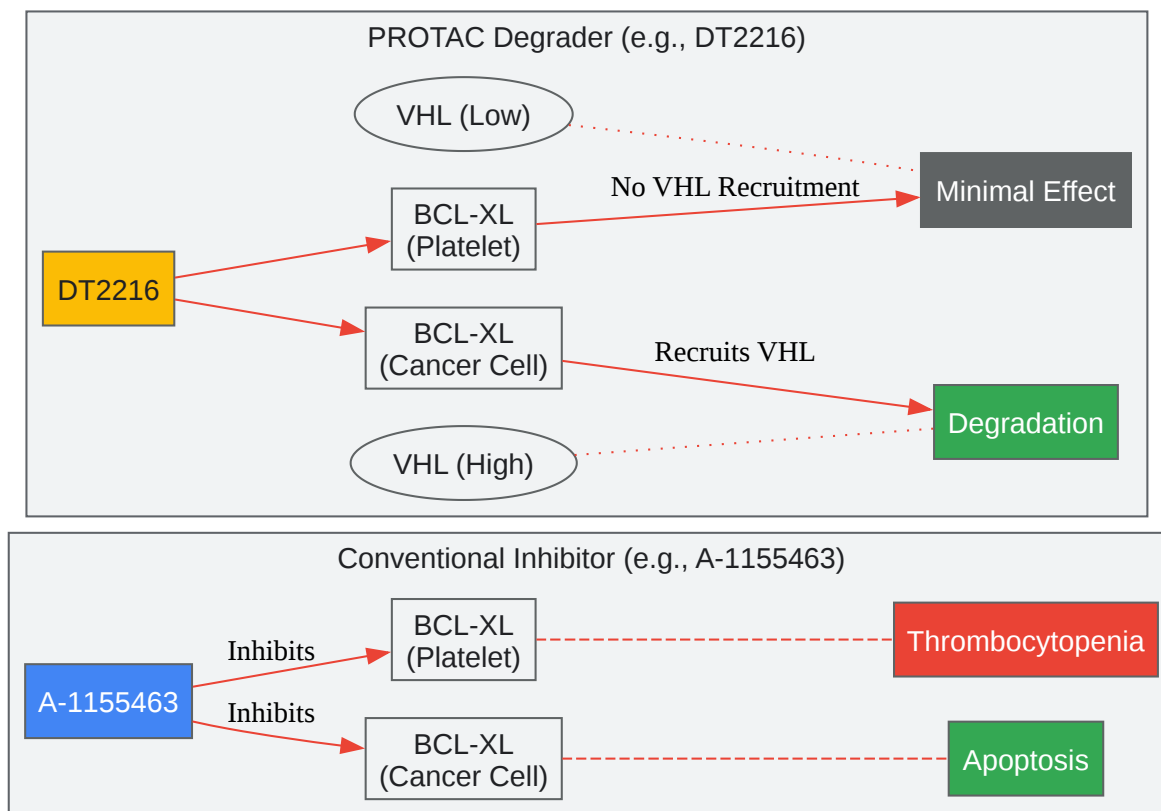 PROTAC Degrader (e.g., DT2216)
VHL (Low)
No VHL Recruitment
Minimal Effect
BCL-XL
(Platelet)
DT2216
BCL-XL
(Cancer Cell)
Recruits VHL
Degradation
VHL (High)
Conventional Inhibitor (e.g., A-1155463)
BCL-XL
(Platelet)
Thrombocytopenia
Inhibits
A-1155463
Inhibits
BCL-XL
(Cancer Cell)
Apoptosis